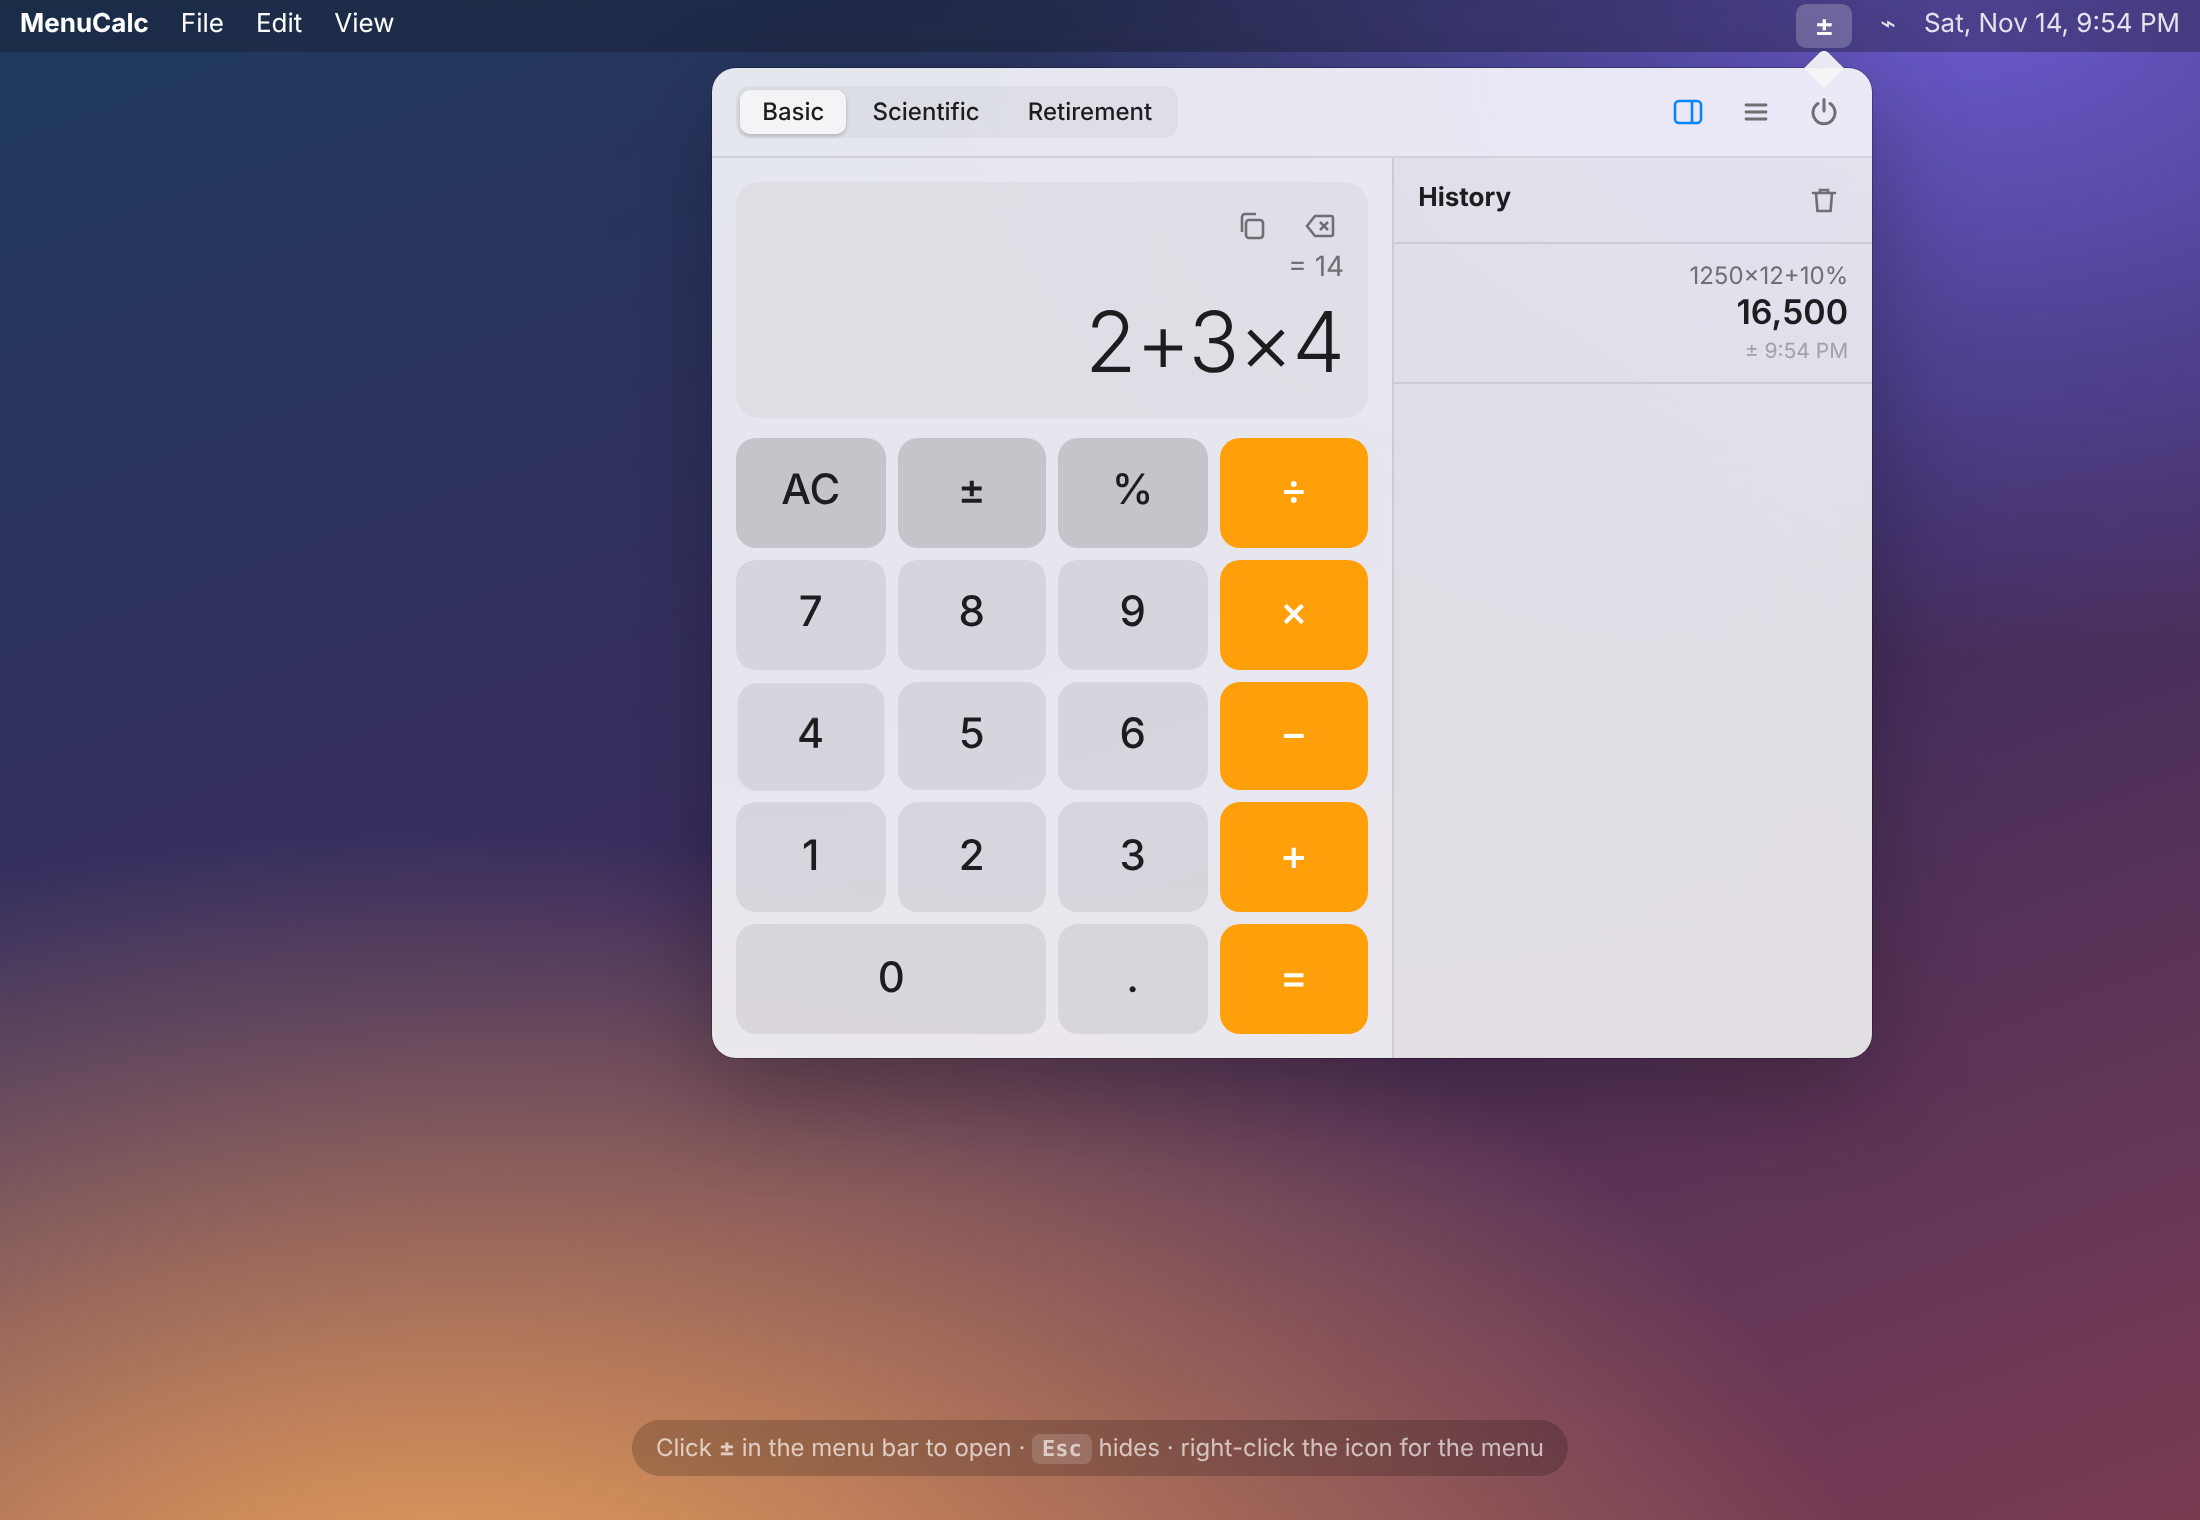 MenuCalc File Edit View ± Sat, Nov 14, 9:54 PM
Basic Scientific Retirement
History
= 14
2+3×4
1250×12+10%
16,500
± 9:54 PM
AC ± % ÷
7 8 9 ×
4 5 6 −
1 2 3 +
0 . =
Click ± in the menu bar to open · Esc hides · right-click the icon for the menu